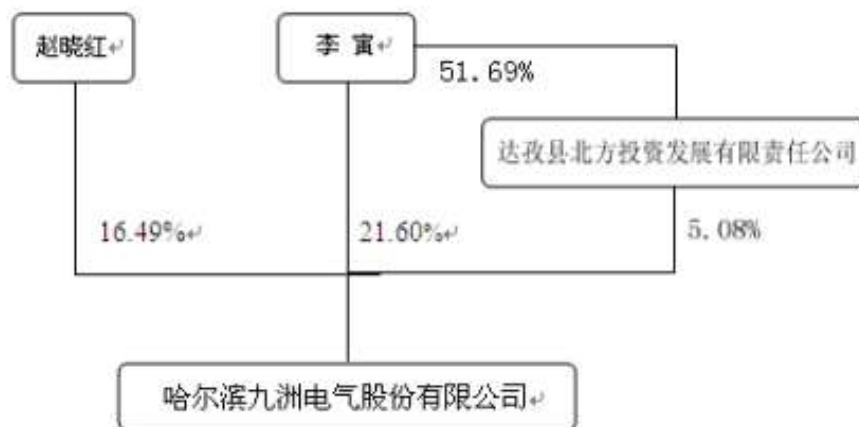 赵晓红
李 寅
51.69%
达孜县北方投资发展有限责任公司
16.49%
21.60%
5.08%
哈尔滨九洲电气股份有限公司